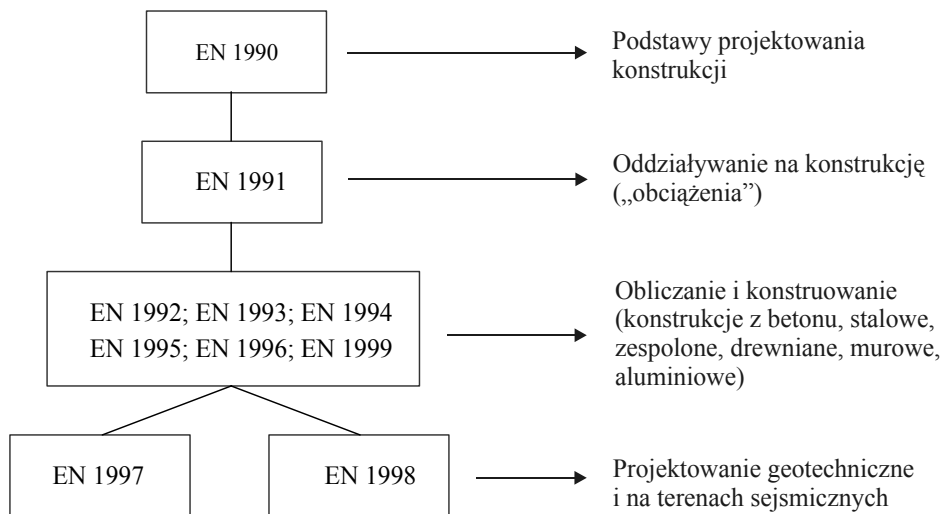 EN 1990
Podstawy projektowania
konstrukcji
EN 1991
Oddziaływanie na konstrukcję
(„obciążenia”)
EN 1992; EN 1993; EN 1994
EN 1995; EN 1996; EN 1999
Obliczanie i konstruowanie
(konstrukcje z betonu, stalowe,
zespolone, drewniane, murowe,
aluminiowe)
EN 1997
EN 1998
Projektowanie geotechniczne
i na terenach sejsmicznych